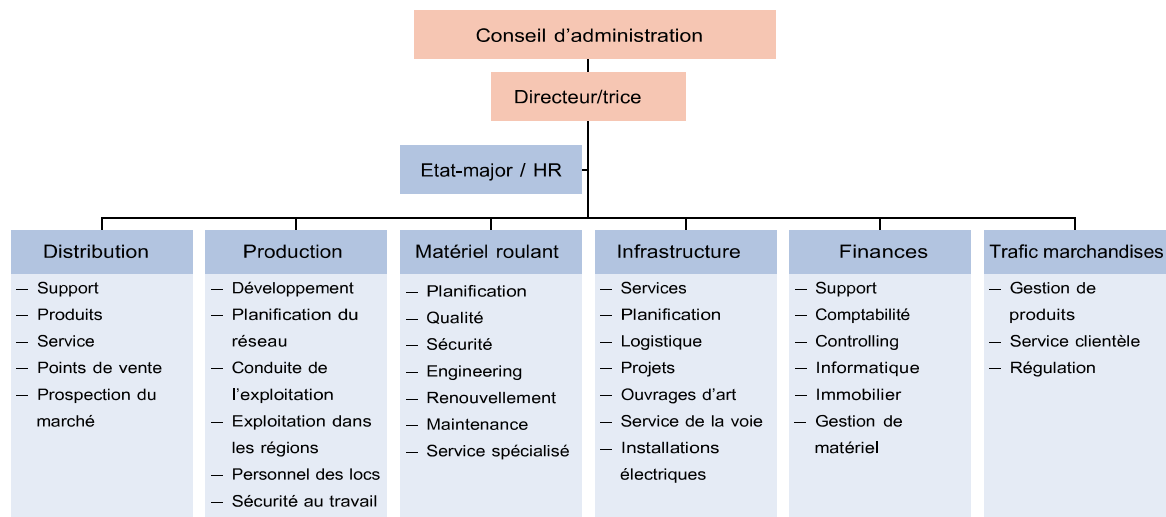 Conseil d'administration
Directeur/trice
Etat-major / HR
Distribution
— Support
— Produits
— Service
— Points de vente
— Prospection du
marché
Production
— Développement
— Planification du
réseau
— Conduite de
l'exploitation
— Exploitation dans
les régions
— Personnel des locs
— Sécurité au travail
Matériel roulant
— Planification
— Qualité
— Sécurité
— Engineering
— Renouvellement
— Maintenance
— Service spécialisé
Infrastructure
— Services
— Planification
— Logistique
— Projets
— Ouvrages d'art
— Service de la voie
— Installations
électriques
Finances
— Support
— Comptabilité
— Controlling
— Informatique
— Immobilier
— Gestion de
matériel
Trafic marchandises
— Gestion de
produits
— Service clientèle
— Régulation